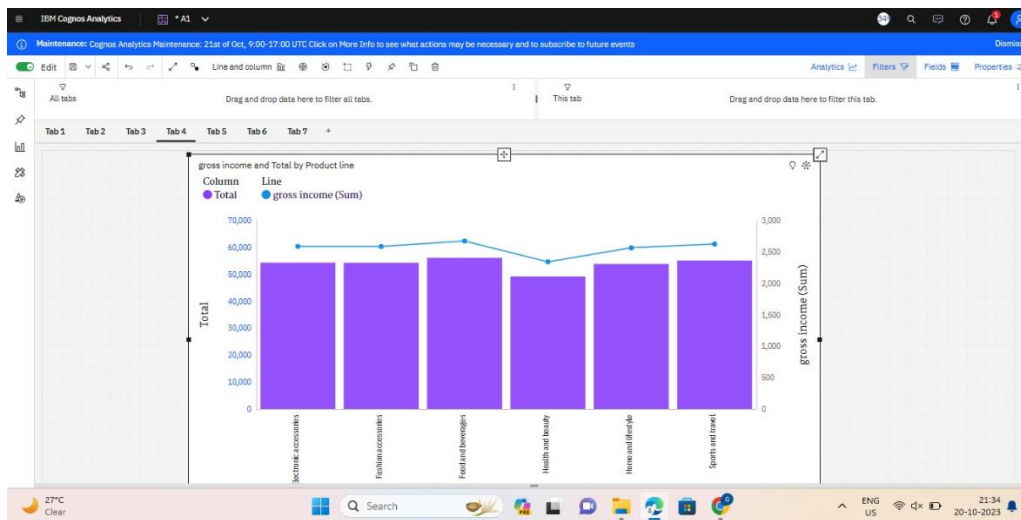 IBM Cognos Analytics
* A1
Maintenance: Cognos Analytics Maintenance: 21st of Oct, 9:00-17:00 UTC Click on More Info to see what actions may be necessary and to subscribe to future events
Dismiss
Edit
Line and column
Analytics
Filters
Fields
Properties
All tabs
Drag and drop data here to filter all tabs.
This tab
Drag and drop data here to filter this tab.
Tab 1 Tab 2 Tab 3 Tab 4 Tab 5 Tab 6 Tab 7 +
gross income and Total by Product line
Column Line
Total gross income (Sum)
70,000
60,000
50,000
40,000
30,000
20,000
10,000
0
Total
3,000
2,500
2,000
1,500
1,000
500
0
gross income (Sum)
lectronic accessories
Fashion accessories
Food and beverages
Health and beauty
Home and lifestyle
Sports and travel
27°C
Clear
Search
ENG
US
21:34
20-10-2023